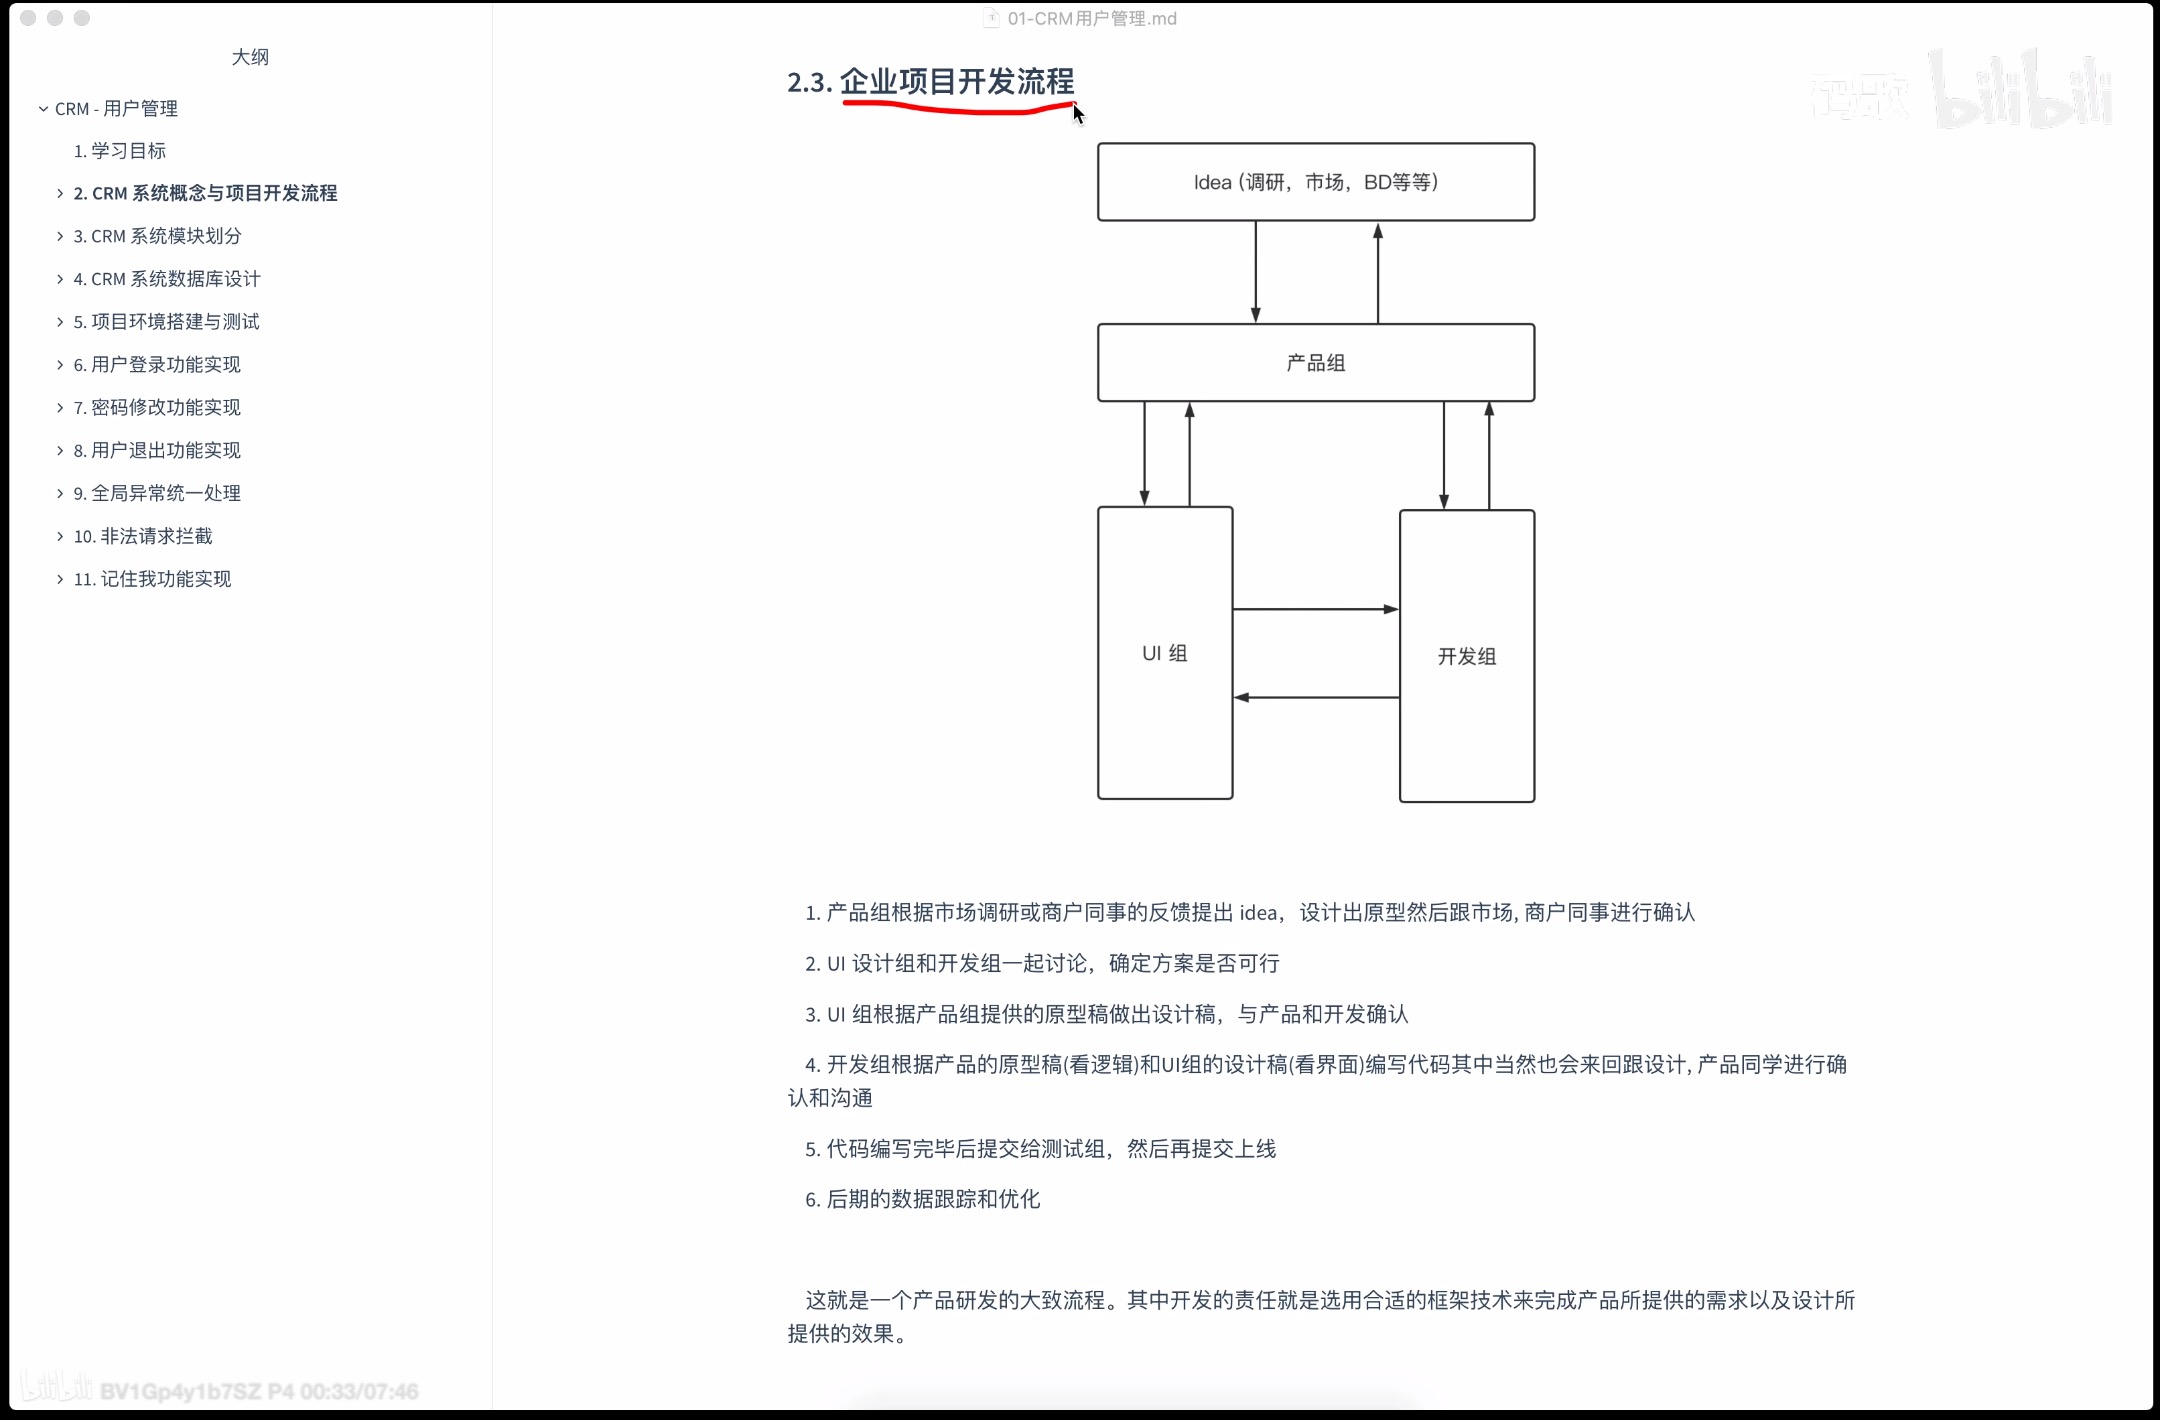 01-CRM用户管理.md
大纲
CRM - 用户管理
1. 学习目标
2. CRM 系统概念与项目开发流程
3. CRM 系统模块划分
4. CRM 系统数据库设计
5. 项目环境搭建与测试
6. 用户登录功能实现
7. 密码修改功能实现
8. 用户退出功能实现
9. 全局异常统一处理
10. 非法请求拦截
11. 记住我功能实现
2.3. 企业项目开发流程
码歌 bilibili
Idea (调研，市场，BD等等)
产品组
UI 组
开发组
1. 产品组根据市场调研或商户同事的反馈提出 idea，设计出原型然后跟市场, 商户同事进行确认
2. UI 设计组和开发组一起讨论，确定方案是否可行
3. UI 组根据产品组提供的原型稿做出设计稿，与产品和开发确认
4. 开发组根据产品的原型稿(看逻辑)和UI组的设计稿(看界面)编写代码其中当然也会来回跟设计, 产品同学进行确
认和沟通
5. 代码编写完毕后提交给测试组，然后再提交上线
6. 后期的数据跟踪和优化
这就是一个产品研发的大致流程。其中开发的责任就是选用合适的框架技术来完成产品所提供的需求以及设计所
提供的效果。
bilibili BV1Gp4y1b7SZ P4 00:33/07:46